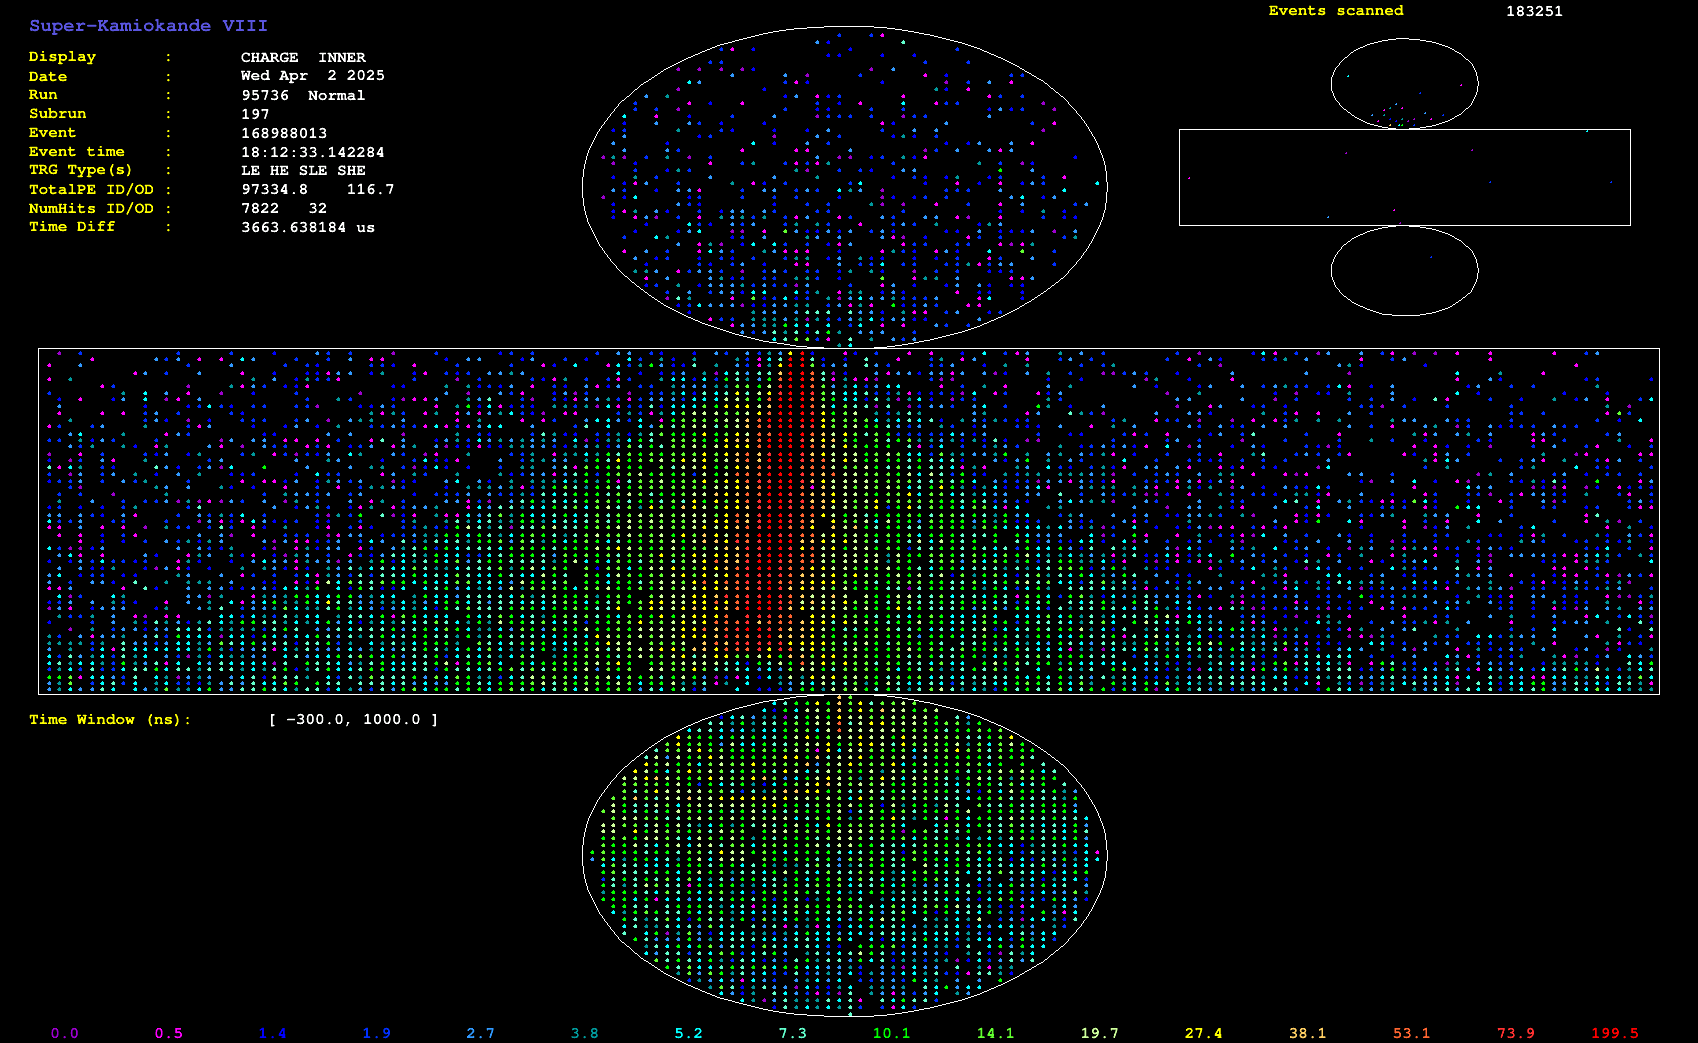 Super-Kamiokande VIII
Events scanned 183251
Display : CHARGE INNER
Date : Wed Apr 2 2025
Run : 95736 Normal
Subrun : 197
Event : 168988013
Event time : 18:12:33.142284
TRG Type(s) : LE HE SLE SHE
TotalPE ID/OD : 97334.8 116.7
NumHits ID/OD : 7822 32
Time Diff : 3663.638184 us
Time Window (ns): [ -300.0, 1000.0 ]
0.0 0.5 1.4 1.9 2.7 3.8 5.2 7.3 10.1 14.1 19.7 27.4 38.1 53.1 73.9 199.5